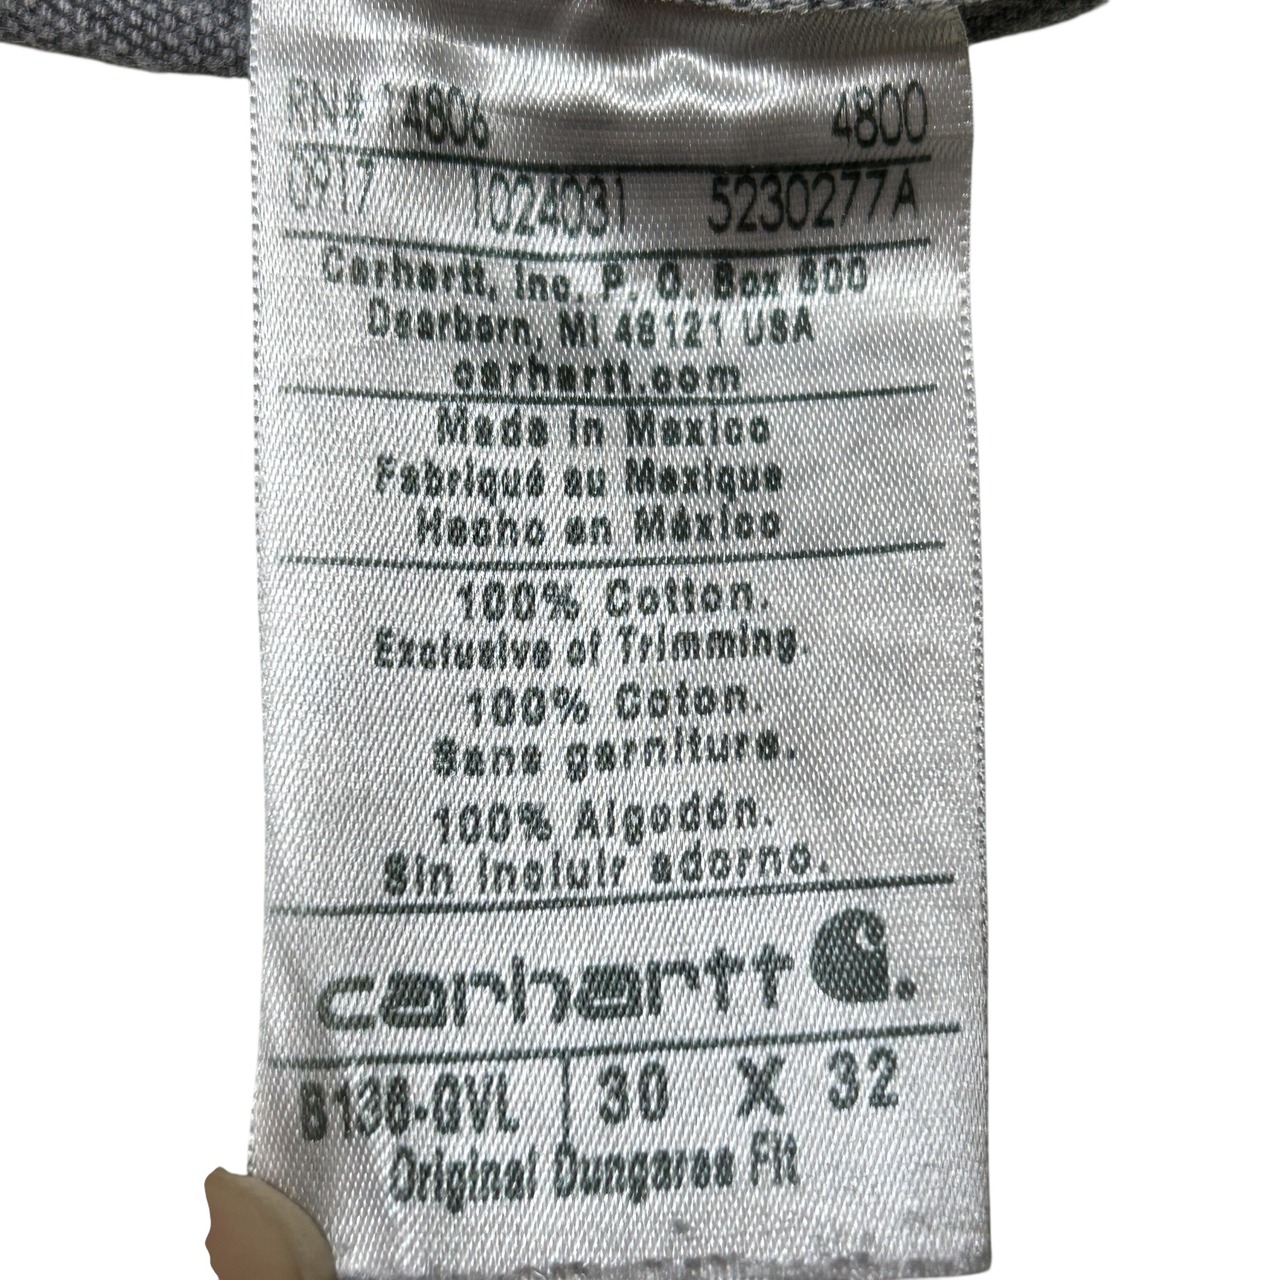 RN# 14806 4800
0917 1024031 5230277A
Carhartt, Inc. P. O. Box 600
Dearborn, MI 48121 USA
carhartt.com
Made in Mexico
Fabriqué au Mexique
Hecho en México
100% Cotton.
Exclusive of Trimming.
100% Coton.
Sans garniture.
100% Algodón.
Sin incluir adorno.
carhartt
B136-GVL 30 X 32
Original Dungaree Fit